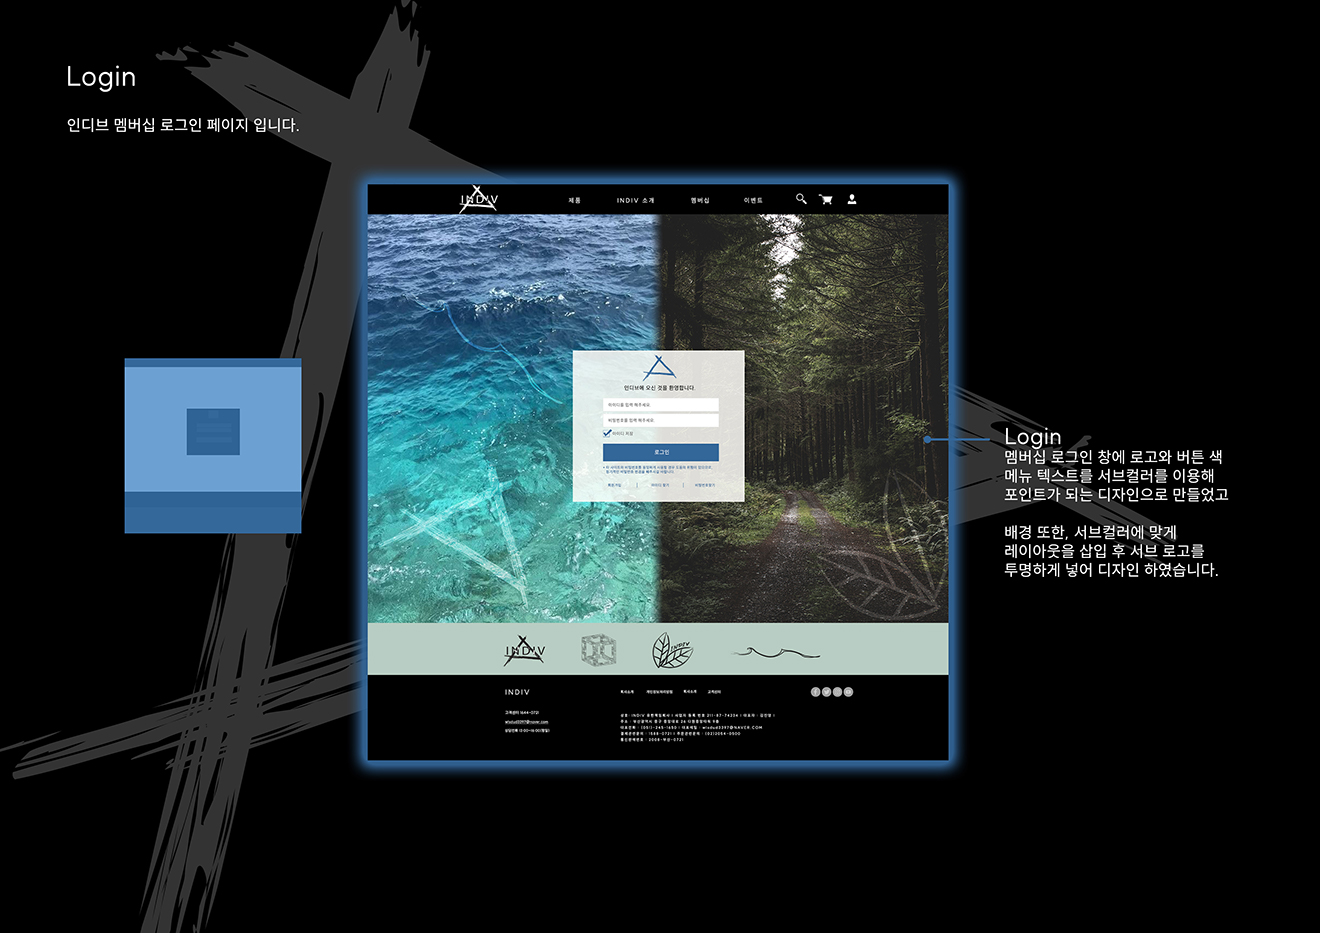 Login
인디브 멤버십 로그인 페이지 입니다.
INDIV
제품
INDIV 소개
멤버십
이벤트
인디브에 오신 것을 환영합니다.
아이디를 입력 해주세요
비밀번호를 입력 해주세요
아이디 저장
로그인
회원가입
아이디 찾기
비밀번호찾기
Login
멤버십 로그인 창에 로고와 버튼 색
메뉴 텍스트를 서브컬러를 이용해
포인트가 되는 디자인으로 만들었고
배경 또한, 서브컬러에 맞게
레이아웃을 삽입 후 서브 로고를
투명하게 넣어 디자인 하였습니다.
INDIV
INDIV
INDIV
회사소개
개인정보처리방침
회사소개
고객센터
고객센터 1644-0721